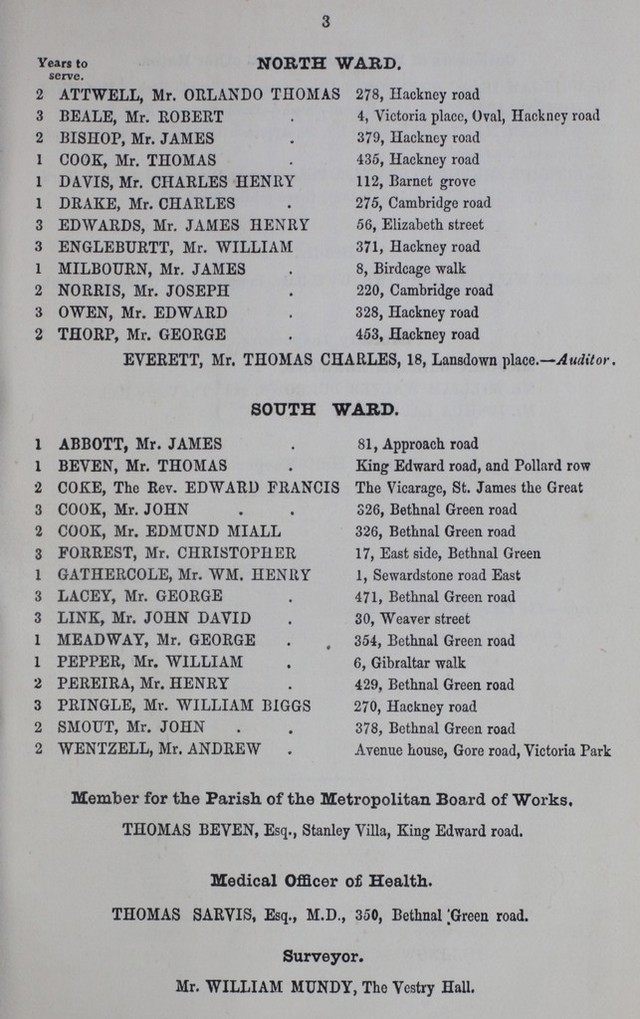 3
Years to serve.
NORTH WARD.
2 ATTWELL, Mr. ORLANDO THOMAS 278, Hackney road
3 BEALE, Mr. ROBERT . 4, Victoria place, Oval, Hackney road
2 BISHOP, Mr. JAMES . 379, Hackney road
1 COOK, Mr. THOMAS . 435, Hackney road
1 DAVIS, Mr. CHARLES HENRY 112, Barnet grove
1 DRAKE, Mr. CHARLES . 275, Cambridge road
3 EDWARDS, Mr. JAMES HENRY 56, Elizabeth street
3 ENGLEBURTT, Mr. WILLIAM 371, Hackney road
1 MILBOURN, Mr. JAMES . 8, Birdcage walk
2 NORRIS, Mr. JOSEPH . 220, Cambridge road
3 OWEN, Mr. EDWARD . 328, Hackney road
2 THORP, Mr. GEORGE . 453, Hackney road
EVERETT, Mr. THOMAS CHARLES, 18, Lansdown place.—Auditor.
SOUTH WARD.
1 ABBOTT, Mr. JAMES . 81, Approach road
1 BEVEN, Mr. THOMAS . King Edward road, and Pollard row
2 COKE, The Rev. EDWARD FRANCIS The Vicarage, St. James the Great
3 COOK, Mr. JOHN . . 326, Bethnal Green road
2 COOK, Mr. EDMUND MIALL 326, Bethnal Green road
3 FORREST, Mr. CHRISTOPHER 17, East side, Bethnal Green
1 GATHERCOLE, Mr. WM. HENRY 1, Sewardstone road East
3 LACEY, Mr. GEORGE . 471, Bethnal Green road
3 LINK, Mr. JOHN DAVID . 30, Weaver street
1 MEADWAY, Mr. GEORGE . . 354, Bethnal Green road
1 PEPPER, Mr. WILLIAM . 6, Gibraltar walk
2 PEREIRA, Mr. HENRY . 429, Bethnal Green road
3 PRINGLE, Mr. WILLIAM BIGGS 270, Hackney road
2 SMOUT, Mr. JOHN . . 378, Bethnal Green road
2 WENTZELL, Mr. ANDREW . Avenue house, Gore road, Victoria Park
Member for the Parish of the Metropolitan Board of Works.
THOMAS BEVEN, Esq., Stanley Villa, King Edward road.
Medical Officer of Health.
THOMAS SARVIS, Esq., M.D., 350, Bethnal Green road.
Surveyor.
Mr. WILLIAM MUNDY, The Vestry Hall.